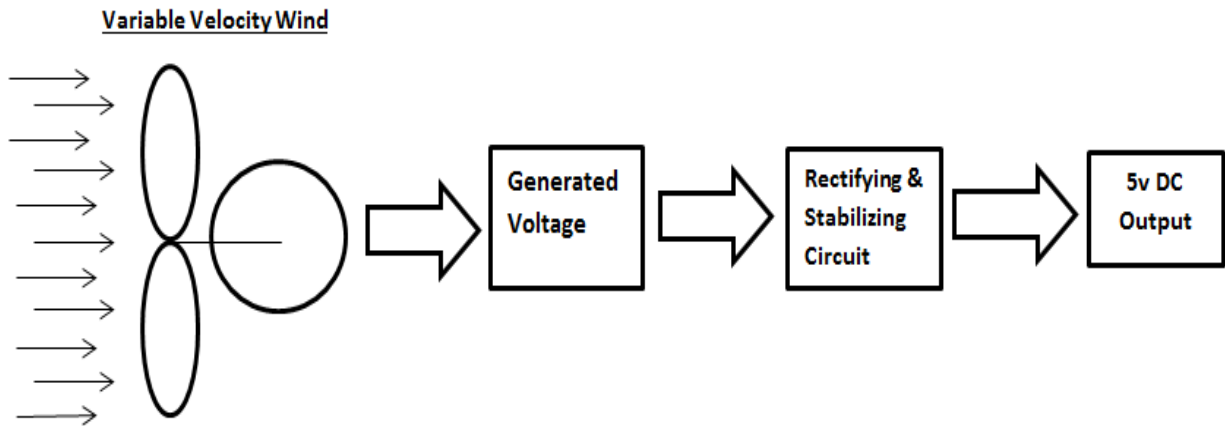 Variable Velocity Wind
Generated
Voltage
Rectifying &
Stabilizing
Circuit
5v DC
Output